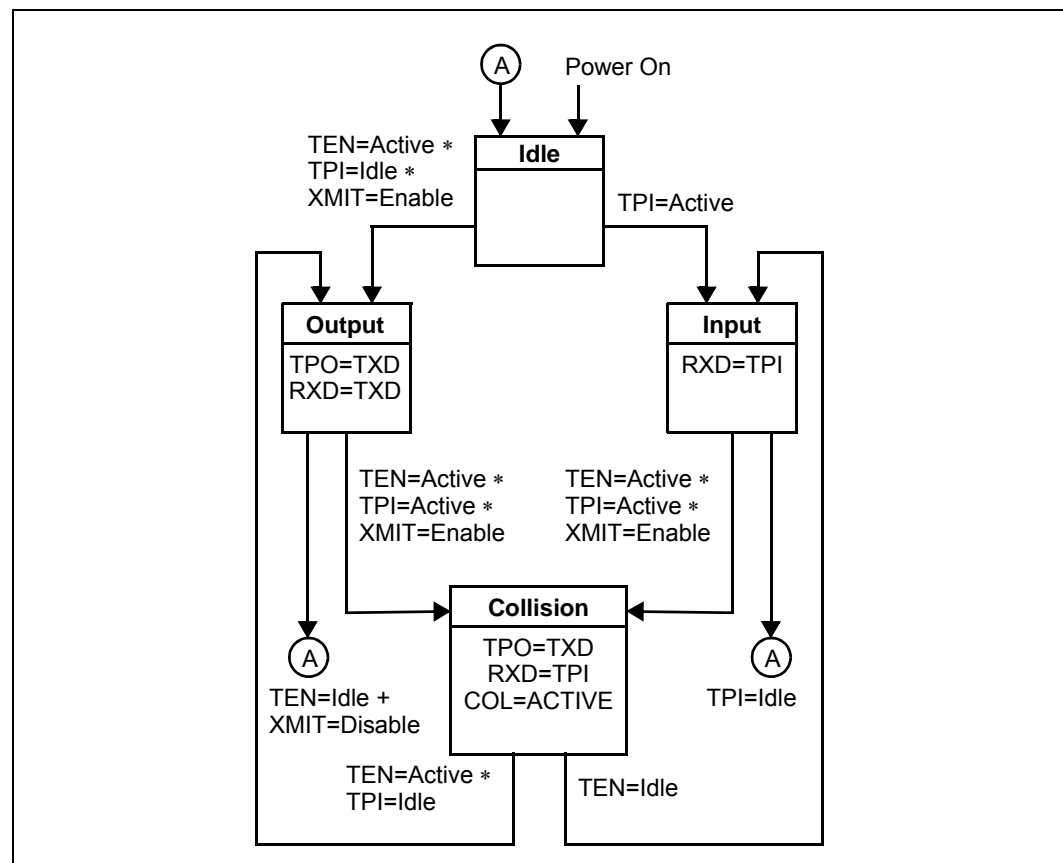 A
Power On
TEN=Active *
TPI=Idle *
XMIT=Enable
Idle
TPI=Active
Output
TPO=TXD
RXD=TXD
Input
RXD=TPI
TEN=Active *
TPI=Active *
XMIT=Enable
TEN=Active *
TPI=Active *
XMIT=Enable
Collision
TPO=TXD
RXD=TPI
COL=ACTIVE
A
TEN=Idle +
XMIT=Disable
A
TPI=Idle
TEN=Active *
TPI=Idle
TEN=Idle